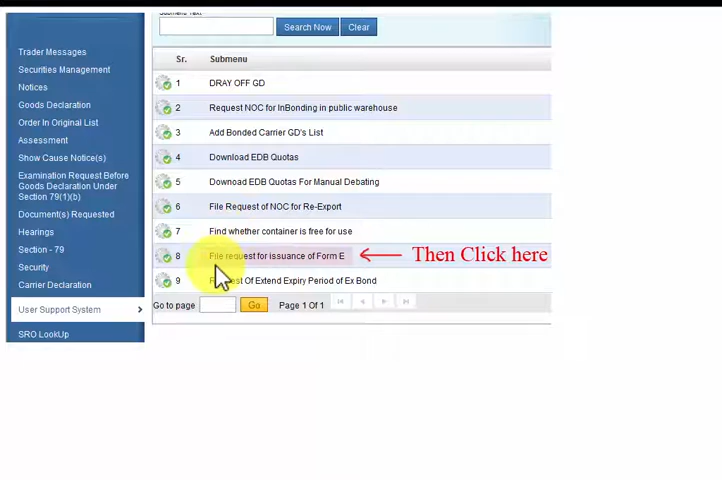 Search Now
Clear
Trader Messages
Securities Management
Notices
Goods Declaration
Order In Original List
Assessment
Show Cause Notice(s)
Examination Request Before
Goods Declaration Under
Section 79(1)(b)
Document(s) Requested
Hearings
Section - 79
Security
Carrier Declaration
User Support System
SRO LookUp
Sr. Submenu
1 DRAY OFF GD
2 Request NOC for InBonding in public warehouse
3 Add Bonded Carrier GD's List
4 Download EDB Quotas
5 Downoad EDB Quotas For Manual Debating
6 File Request of NOC for Re-Export
7 Find whether container is free for use
8 File request for issuance of Form E
Then Click here
9 Of Extend Expiry Period of Ex Bond
Go to page Go Page 1 Of 1